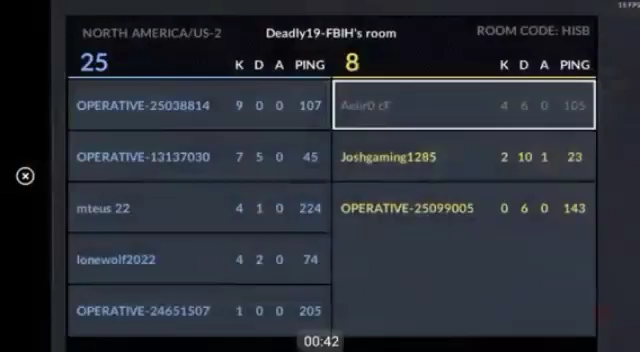 15 FPS
NORTH AMERICA/US-2 Deadly19-FBIH's room ROOM CODE: HISB
25 K D A PING 8 K D A PING
OPERATIVE-25038814 9 0 0 107
4 6 0 105
OPERATIVE-13137030 7 5 0 45
Joshgaming1285 2 10 1 23
mteus 22 4 1 0 224
OPERATIVE-25099005 0 6 0 143
lonewolf2022 4 2 0 74
OPERATIVE-24651507 1 0 0 205
00:42